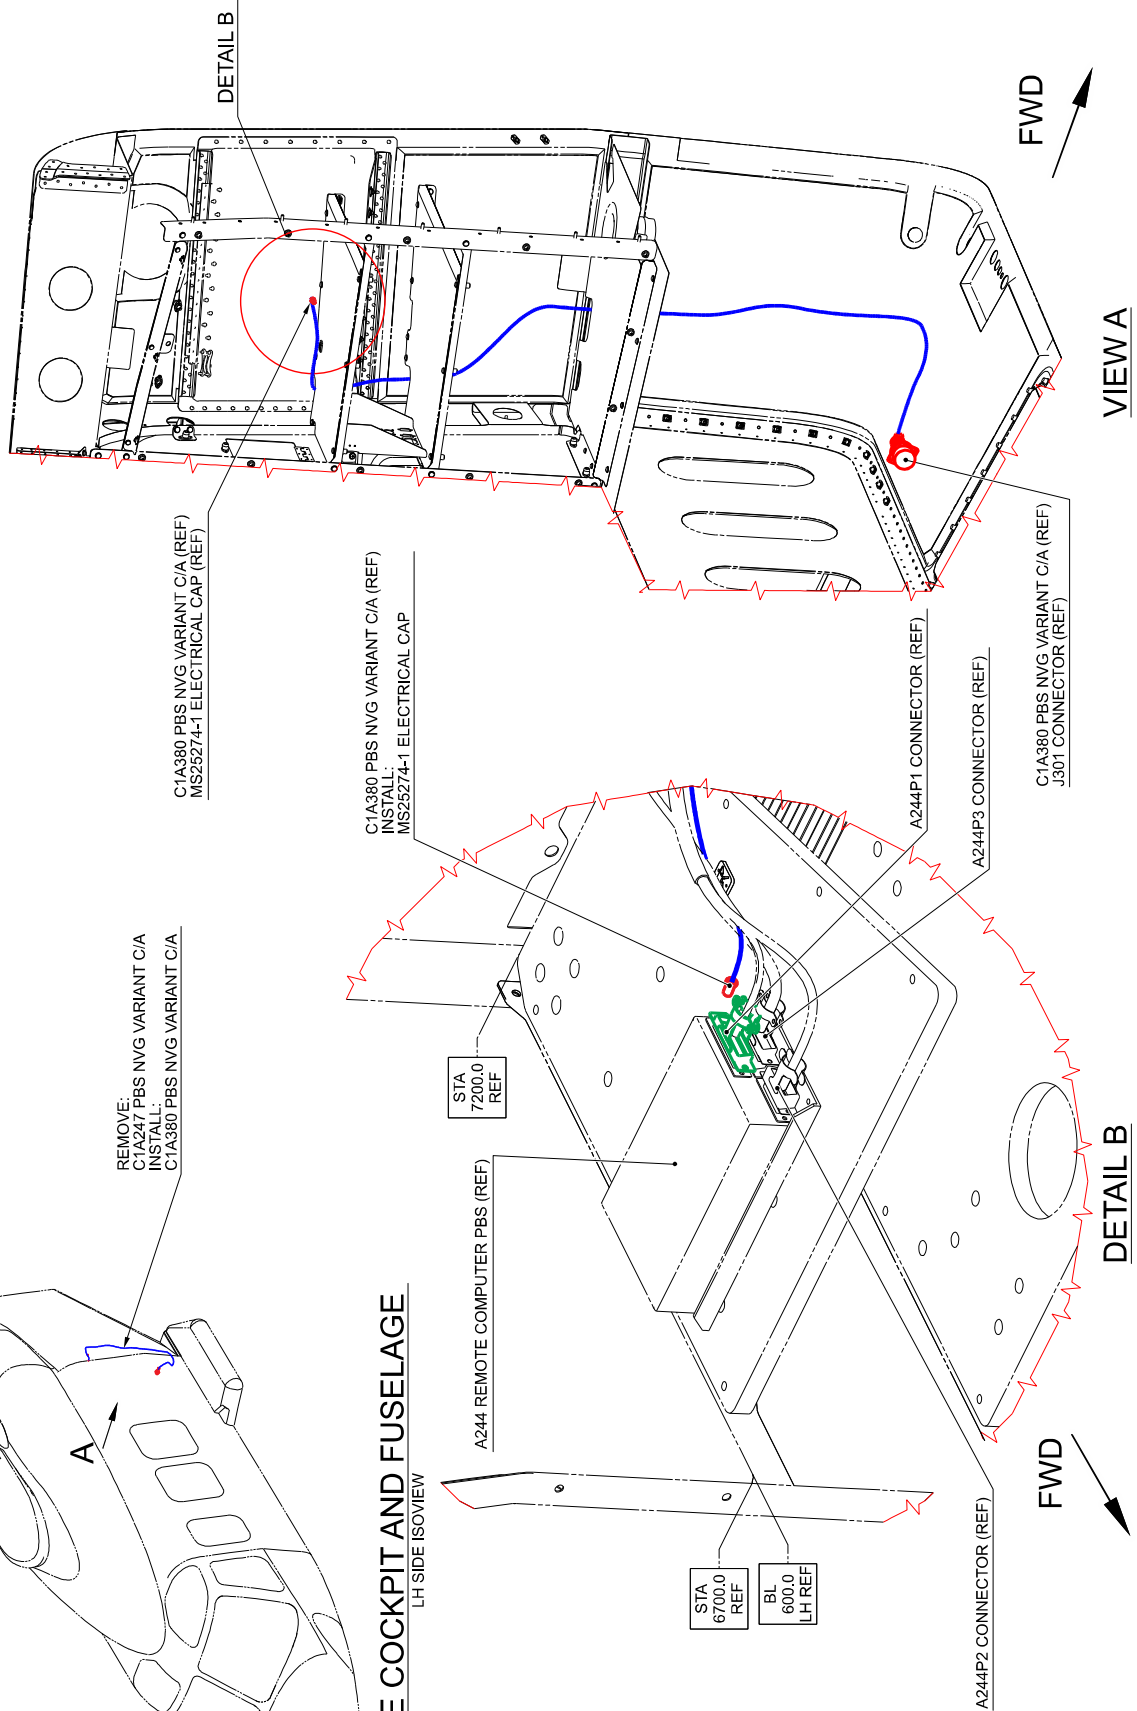 REMOVE:
C1A247 PBS NVG VARIANT C/A
INSTALL:
C1A380 PBS NVG VARIANT C/A
A
E COCKPIT AND FUSELAGE
LH SIDE ISOVIEW
C1A380 PBS NVG VARIANT C/A (REF)
MS25274-1 ELECTRICAL CAP (REF)
DETAIL B
FWD
C1A380 PBS NVG VARIANT C/A (REF)
J301 CONNECTOR (REF)
VIEW A
C1A380 PBS NVG VARIANT C/A (REF)
INSTALL:
MS25274-1 ELECTRICAL CAP
A244P1 CONNECTOR (REF)
A244P3 CONNECTOR (REF)
STA
7200.0
REF
A244 REMOTE COMPUTER PBS (REF)
STA
6700.0
REF
BL
600.0
LH REF
A244P2 CONNECTOR (REF)
FWD
DETAIL B